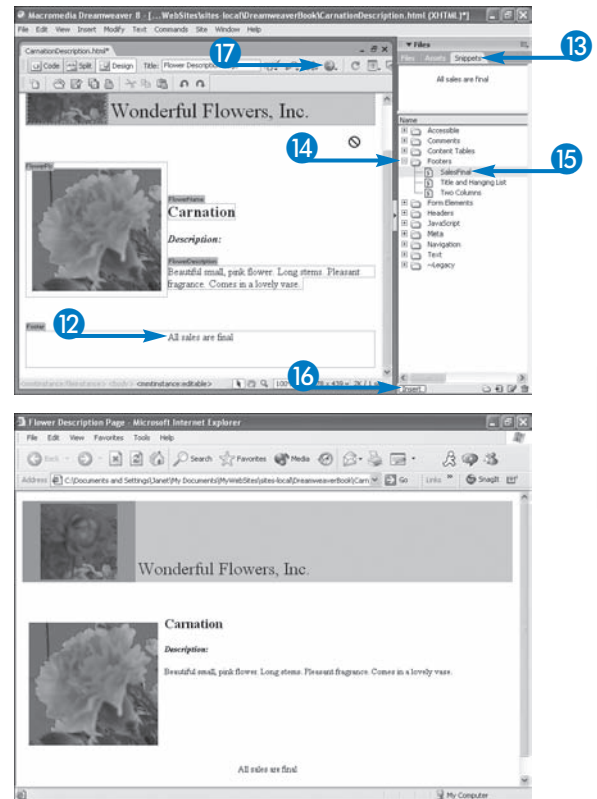 Macromedia Dreamweaver 8 - [...WebSites\sites-local\DreamweaverBook\CarnationDescription.html (XHTML)*]
File Edit View Insert Modify Text Commands Site Window Help
CarnationDescription.html*
Code Split Design Title: Flower Description
17
Files
Files Assets Snippets
13
All sales are final
Wonderful Flowers, Inc.
14
Name
Accessible
Comments
Content Tables
Footers
SalesFinal
15
Title and Hanging List
Two Columns
Form Elements
Headers
JavaScript
Meta
Navigation
Text
~Legacy
FlowerName
Carnation
Description:
FlowerDescription
Beautiful small, pink flower. Long stems. Pleasant
fragrance. Comes in a lovely vase.
Footer
12
All sales are final
16
Insert
Flower Description Page - Microsoft Internet Explorer
File Edit View Favorites Tools Help
Back Search Favorites Media
Address C:\Documents and Settings\Janet\My Documents\MyWebSites\sites-local\DreamweaverBook\Carn Go Links SnagIt
Wonderful Flowers, Inc.
Carnation
Description:
Beautiful small, pink flower. Long stems. Pleasant fragrance. Comes in a lovely vase.
All sales are final
My Computer